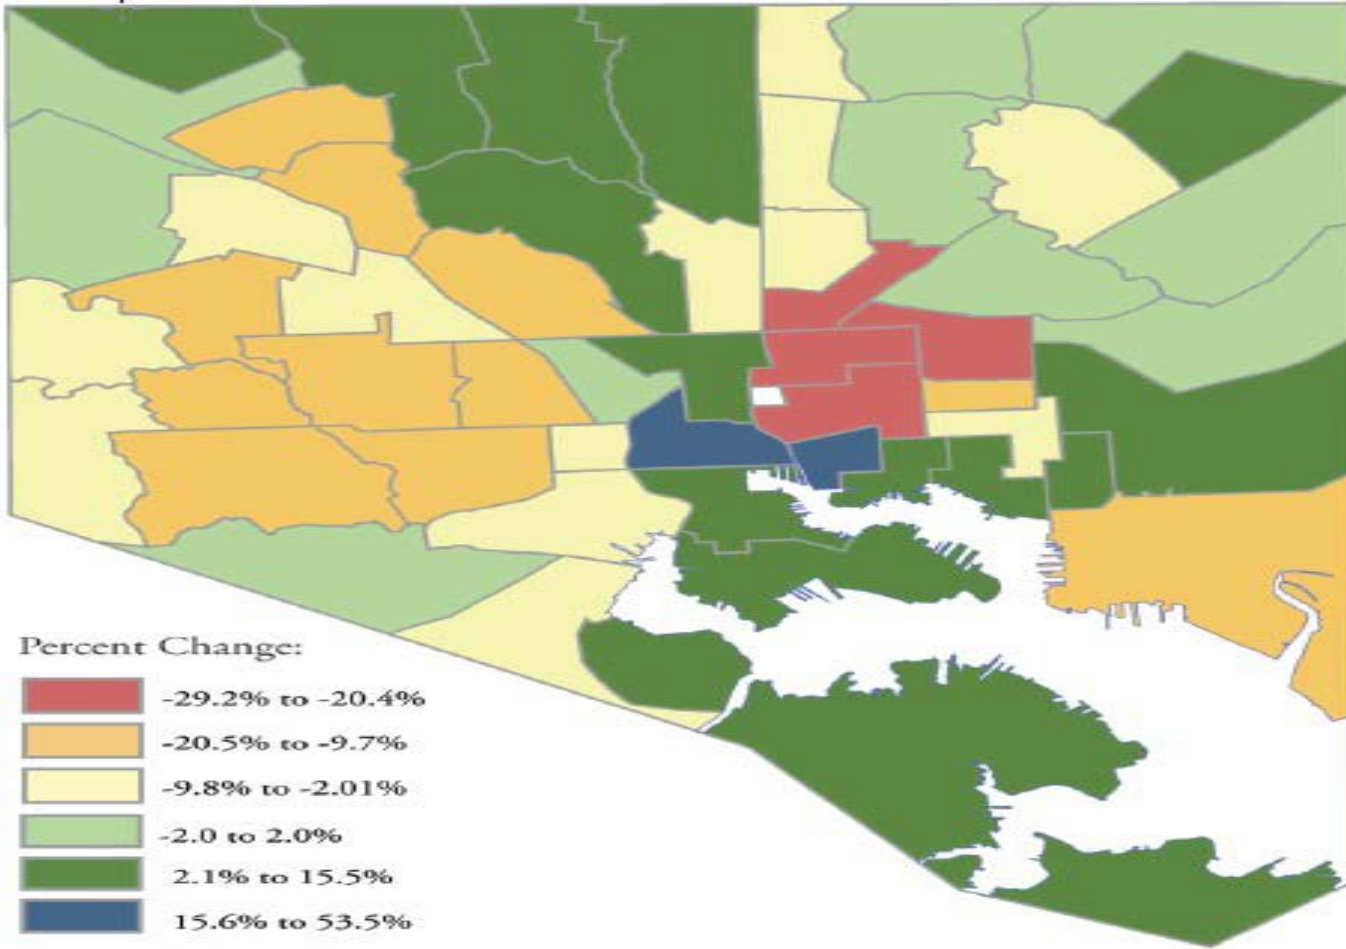 Percent Change:
-29.2% to -20.4%
-20.5% to -9.7%
-9.8% to -2.01%
-2.0 to 2.0%
2.1% to 15.5%
15.6% to 53.5%